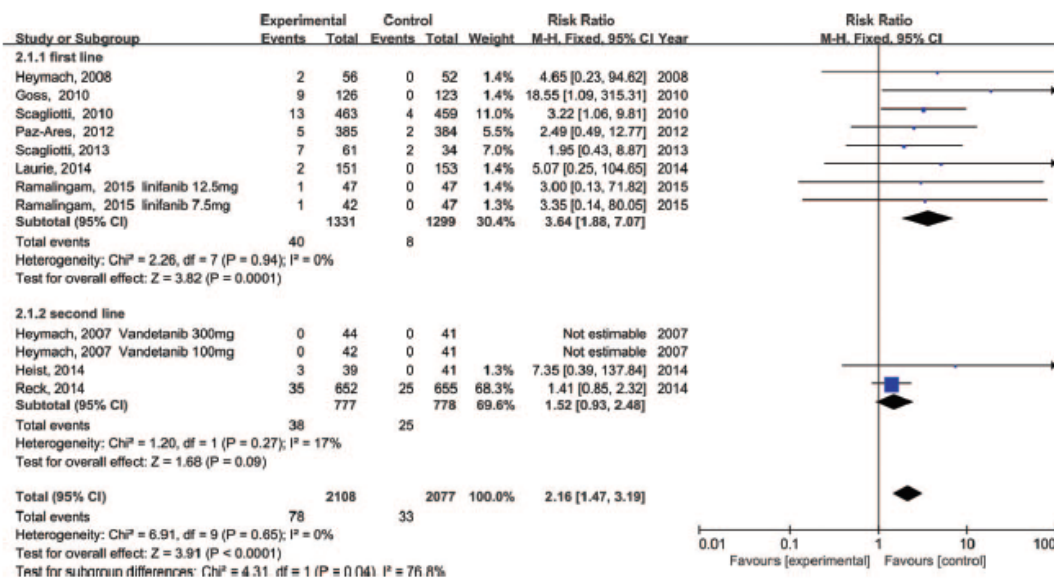 Experimental Control Risk Ratio Risk Ratio
Study or Subgroup Events Total Events Total Weight M-H, Fixed, 95% CI Year M-H, Fixed, 95% CI
2.1.1 first line
Heymach, 2008 2 56 0 52 1.4% 4.65 [0.23, 94.62] 2008
Goss, 2010 9 126 0 123 1.4% 18.55 [1.09, 315.31] 2010
Scagliotti, 2010 13 463 4 459 11.0% 3.22 [1.06, 9.81] 2010
Paz-Ares, 2012 5 385 2 384 5.5% 2.49 [0.49, 12.77] 2012
Scagliotti, 2013 7 61 2 34 7.0% 1.95 [0.43, 8.87] 2013
Laurie, 2014 2 151 0 153 1.4% 5.07 [0.25, 104.65] 2014
Ramalingam, 2015 linifanib 12.5mg 1 47 0 47 1.4% 3.00 [0.13, 71.82] 2015
Ramalingam, 2015 linifanib 7.5mg 1 42 0 47 1.3% 3.35 [0.14, 80.05] 2015
Subtotal (95% CI) 1331 1299 30.4% 3.64 [1.88, 7.07]
Total events 40 8
Heterogeneity: Chi² = 2.26, df = 7 (P = 0.94); I² = 0%
Test for overall effect: Z = 3.82 (P = 0.0001)
2.1.2 second line
Heymach, 2007 Vandetanib 300mg 0 44 0 41 Not estimable 2007
Heymach, 2007 Vandetanib 100mg 0 42 0 41 Not estimable 2007
Heist, 2014 3 39 0 41 1.3% 7.35 [0.39, 137.84] 2014
Reck, 2014 35 652 25 655 68.3% 1.41 [0.85, 2.32] 2014
Subtotal (95% CI) 777 778 69.6% 1.52 [0.93, 2.48]
Total events 38 25
Heterogeneity: Chi² = 1.20, df = 1 (P = 0.27); I² = 17%
Test for overall effect: Z = 1.68 (P = 0.09)
Total (95% CI) 2108 2077 100.0% 2.16 [1.47, 3.19]
Total events 78 33
Heterogeneity: Chi² = 6.91, df = 9 (P = 0.65); I² = 0%
Test for overall effect: Z = 3.91 (P < 0.0001)
Test for subgroup differences: Chi² = 4.31, df = 1 (P = 0.04), I² = 76.8%
0.01 0.1 1 10 100
Favours [experimental] Favours [control]